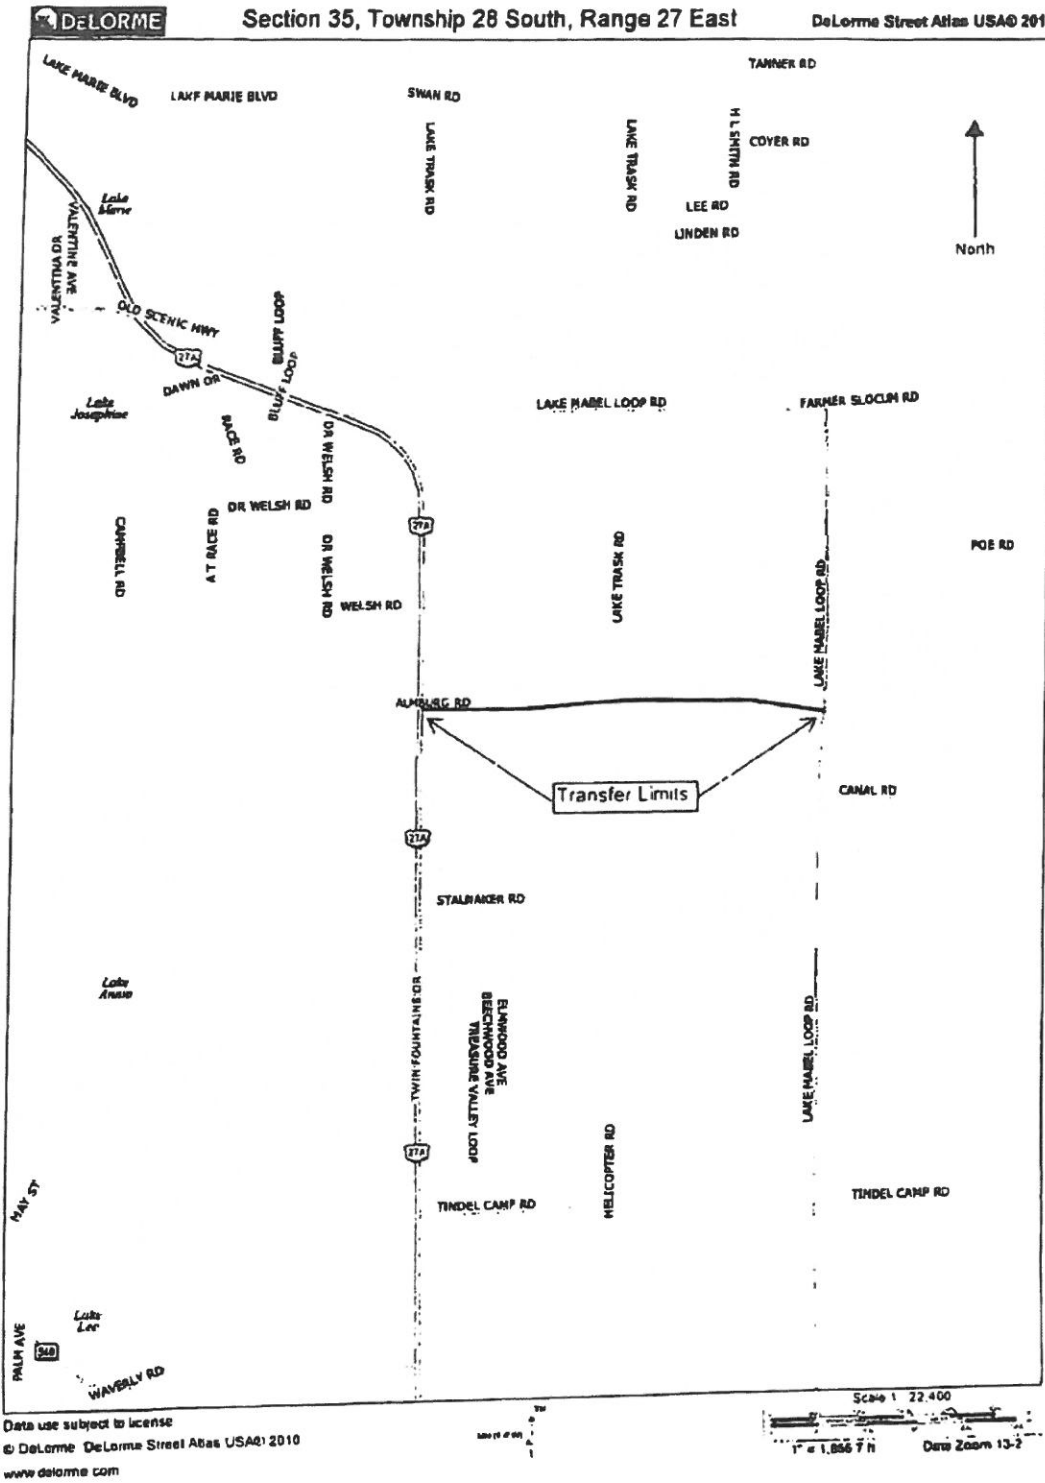 DELORME
Section 35, Township 28 South, Range 27 East
DeLorme Street Atlas USA® 201
LAKE MARIE BLVD
LAKE MARIE BLVD
SWAN RD
TANNER RD
LAKE TRASK RD
LAKE TRASK RD
H L SMITH RD
COYER RD
LEE RD
LINDEN RD
North
Lake Marie
VALENTINE AVE
VALENTINA DR
OLD SCENIC HWY
27A
BLUFF LOOP
BLUFF LOOP
DAWN DR
Lake
Josephine
RACE RD
DR WELSH RD
LAKE MABEL LOOP RD
FARMER SLOCUM RD
DR WELSH RD
27A
CAMPBELL RD
A T RACE RD
DR WELSH RD
WELSH RD
LAKE TRASK RD
LAKE MABEL LOOP RD
POE RD
ALMBURG RD
Transfer Limits
CANAL RD
27A
STALNAKER RD
Lake
Annie
TWIN FOUNTAINS DR
ELMWOOD AVE
BEECHWOOD AVE
TREASURE VALLEY LOOP
LAKE MABEL LOOP RD
27A
HELICOPTER RD
MAY ST
TINDEL CAMP RD
TINDEL CAMP RD
Lake
Lee
PALM AVE
540
WAVERLY RD
Data use subject to license
© DeLorme DeLorme Street Atlas USA® 2010
www.delorme.com
TN
Scale 1 : 22,400
1" = 1,866.7 ft
Data Zoom 13-2